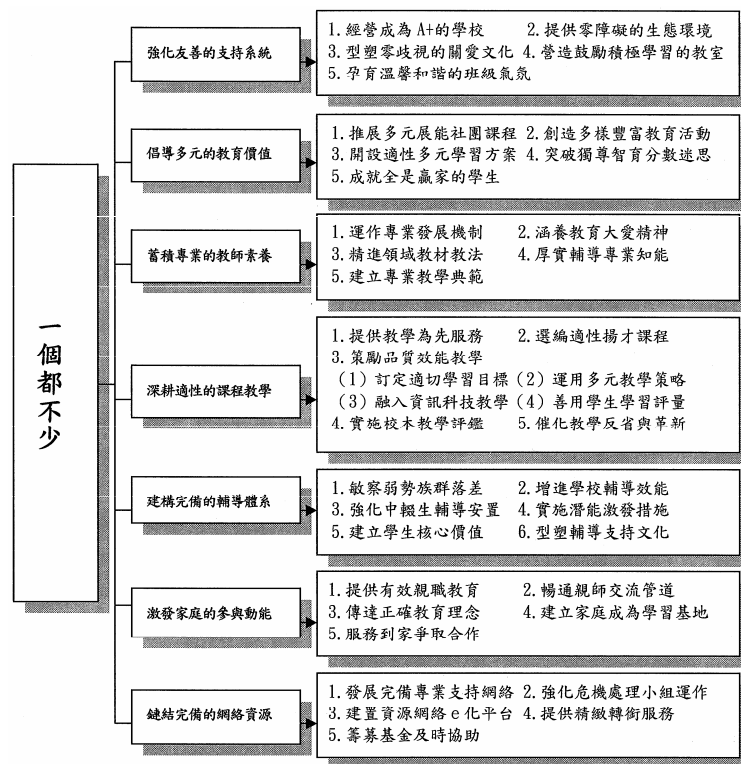 一個都不少
強化友善的支持系統
1.經營成為A+的學校 2.提供零障礙的生態環境
3.型塑零歧視的關愛文化 4.營造鼓勵積極學習的教室
5.孕育溫馨和諧的班級氣氛
倡導多元的教育價值
1.推展多元展能社團課程 2.創造多樣豐富教育活動
3.開設適性多元學習方案 4.突破獨尊智育分數迷思
5.成就全是贏家的學生
蓄積專業的教師素養
1.運作專業發展機制 2.涵養教育大愛精神
3.精進領域教材教法 4.厚實輔導專業知能
5.建立專業教學典範
深耕適性的課程教學
1.提供教學為先服務 2.選編適性揚才課程
3.策勵品質效能教學
(1)訂定適切學習目標(2)運用多元教學策略
(3)融入資訊科技教學(4)善用學生學習評量
4.實施校本教學評鑑 5.催化教學反省與革新
建構完備的輔導體系
1.敏察弱勢族群落差 2.增進學校輔導效能
3.強化中輟生輔導安置 4.實施潛能激發措施
5.建立學生核心價值 6.型塑輔導支持文化
激發家庭的參與動能
1.提供有效親職教育 2.暢通親師交流管道
3.傳達正確教育理念 4.建立家庭成為學習基地
5.服務到家爭取合作
鏈結完備的網絡資源
1.發展完備專業支持網絡 2.強化危機處理小組運作
3.建置資源網絡e化平台 4.提供精緻轉銜服務
5.籌募基金及時協助